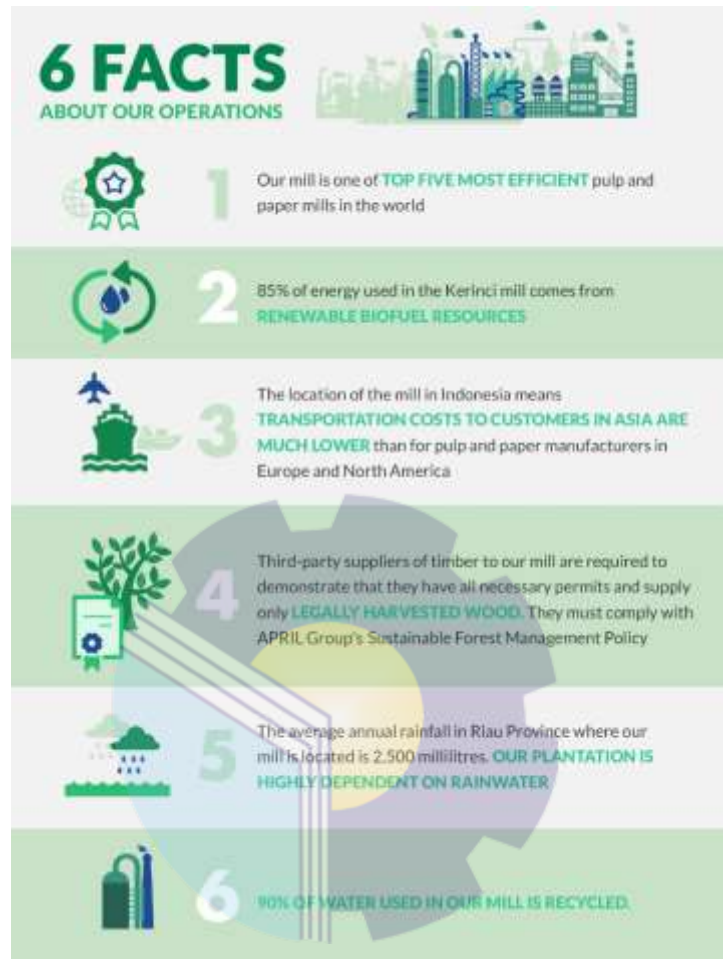 6 FACTS
ABOUT OUR OPERATIONS
1
Our mill is one of TOP FIVE MOST EFFICIENT pulp and
paper mills in the world
2
85% of energy used in the Kerinci mill comes from
RENEWABLE BIOFUEL RESOURCES
3
The location of the mill in Indonesia means
TRANSPORTATION COSTS TO CUSTOMERS IN ASIA ARE
MUCH LOWER than for pulp and paper manufacturers in
Europe and North America
4
Third-party suppliers of timber to our mill are required to
demonstrate that they have all necessary permits and supply
only LEGALLY HARVESTED WOOD. They must comply with
APRIL Group's Sustainable Forest Management Policy
5
The average annual rainfall in Riau Province where our
mill is located is 2,500 millilitres. OUR PLANTATION IS
HIGHLY DEPENDENT ON RAINWATER
6
90% OF WATER USED IN OUR MILL IS RECYCLED.